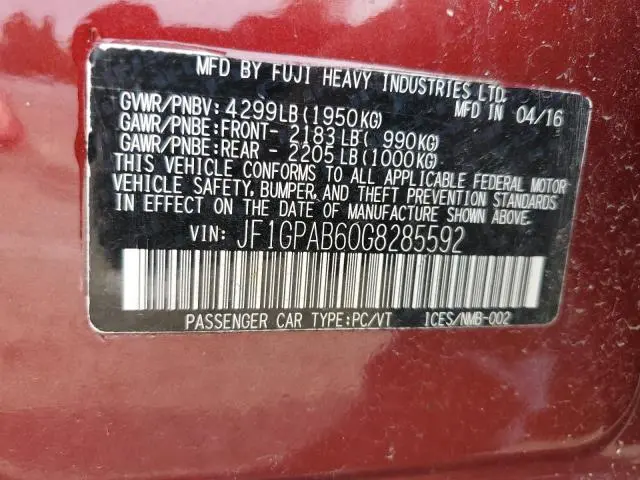 MFD BY FUJI HEAVY INDUSTRIES LTD.
GVWR/PNBV: 4299LB (1950KG) MFD IN 04/16
GAWR/PNBE:FRONT- 2183LB( 990KG)
GAWR/PNBE:REAR - 2205LB(1000KG)
THIS VEHICLE CONFORMS TO ALL APPLICABLE FEDERAL MOTOR
VEHICLE SAFETY, BUMPER, AND THEFT PREVENTION STANDARDS
IN EFFECT ON THE DATE OF MANUFACTURE SHOWN ABOVE.
VIN: JF1GPAB60G8285592
PASSENGER CAR TYPE:PC/VT ICES/NMB-002